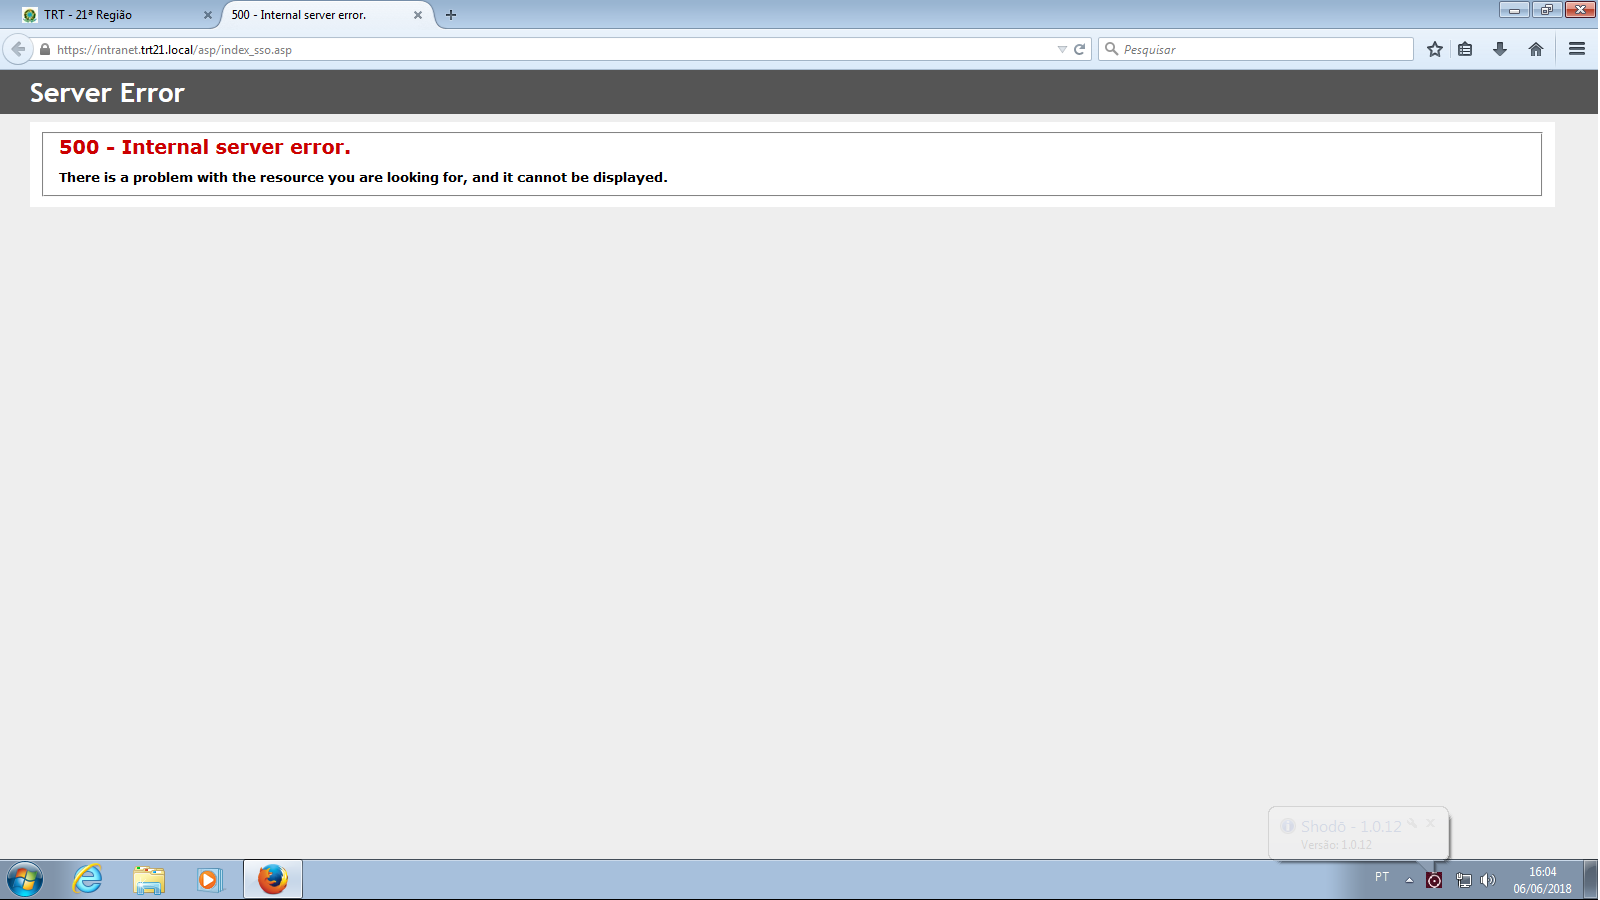 TRT - 21ª Região
500 - Internal server error.
https://intranet.trt21.local/asp/index_sso.asp
Pesquisar
Server Error
500 - Internal server error.
There is a problem with the resource you are looking for, and it cannot be displayed.
Shodō - 1.0.12
Versão: 1.0.12
PT
16:04
06/06/2018